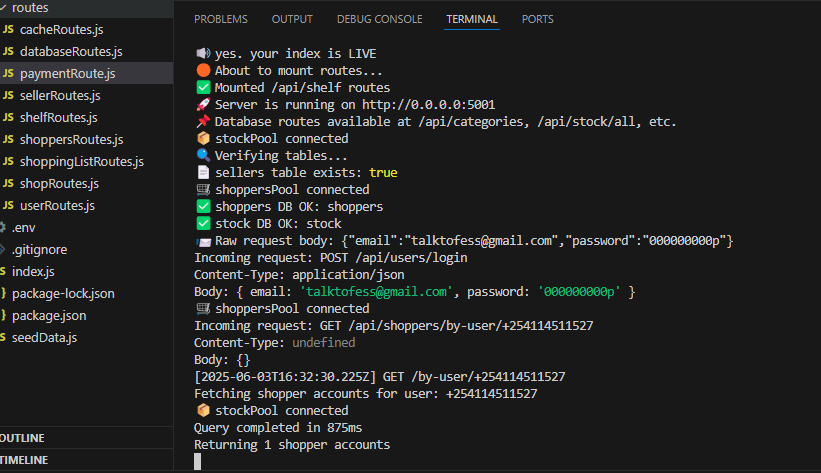 routes
JS cacheRoutes.js
JS databaseRoutes.js
JS paymentRoute.js
JS sellerRoutes.js
JS shelfRoutes.js
JS shoppersRoutes.js
JS shoppingListRoutes.js
JS shopRoutes.js
JS userRoutes.js
.env
.gitignore
index.js
package-lock.json
package.json
seedData.js
OUTLINE
TIMELINE
PROBLEMS OUTPUT DEBUG CONSOLE TERMINAL PORTS
🔊 yes. your index is LIVE
🟠 About to mount routes...
✅ Mounted /api/shelf routes
🚀 Server is running on http://0.0.0.0:5001
📌 Database routes available at /api/categories, /api/stock/all, etc.
📦 stockPool connected
🔍 Verifying tables...
📄 sellers table exists: true
🛒 shoppersPool connected
✅ shoppers DB OK: shoppers
✅ stock DB OK: stock
📨 Raw request body: {"email":"talktofess@gmail.com","password":"000000000p"}
Incoming request: POST /api/users/login
Content-Type: application/json
Body: { email: 'talktofess@gmail.com', password: '000000000p' }
🛒 shoppersPool connected
Incoming request: GET /api/shoppers/by-user/+254114511527
Content-Type: undefined
Body: {}
[2025-06-03T16:32:30.225Z] GET /by-user/+254114511527
Fetching shopper accounts for user: +254114511527
📦 stockPool connected
Query completed in 875ms
Returning 1 shopper accounts